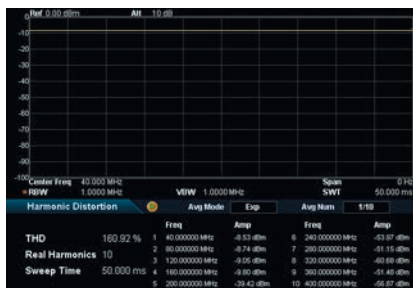 Ref 0.00 dBm Att 10 dB
-10
-20
-30
-40
-50
-60
-70
-80
-90
-100
Center Freq 40.000 MHz Span 0 Hz
*RBW 1.0000 MHz VBW 1.0000 MHz SWT 50.000 ms
Harmonic Distortion Avg Mode Exp Avg Num 1/10
Freq Amp Freq Amp
THD 160.92 % 1 40.000000 MHz -8.53 dBm 6 240.000000 MHz -53.97 dBm
2 80.000000 MHz -8.74 dBm 7 280.000000 MHz -51.15 dBm
Real Harmonics 10 3 120.000000 MHz -9.05 dBm 8 320.000000 MHz -60.68 dBm
Sweep Time 50.000 ms 4 160.000000 MHz -9.80 dBm 9 360.000000 MHz -51.48 dBm
5 200.000000 MHz -39.42 dBm 10 400.000000 MHz -56.87 dBm